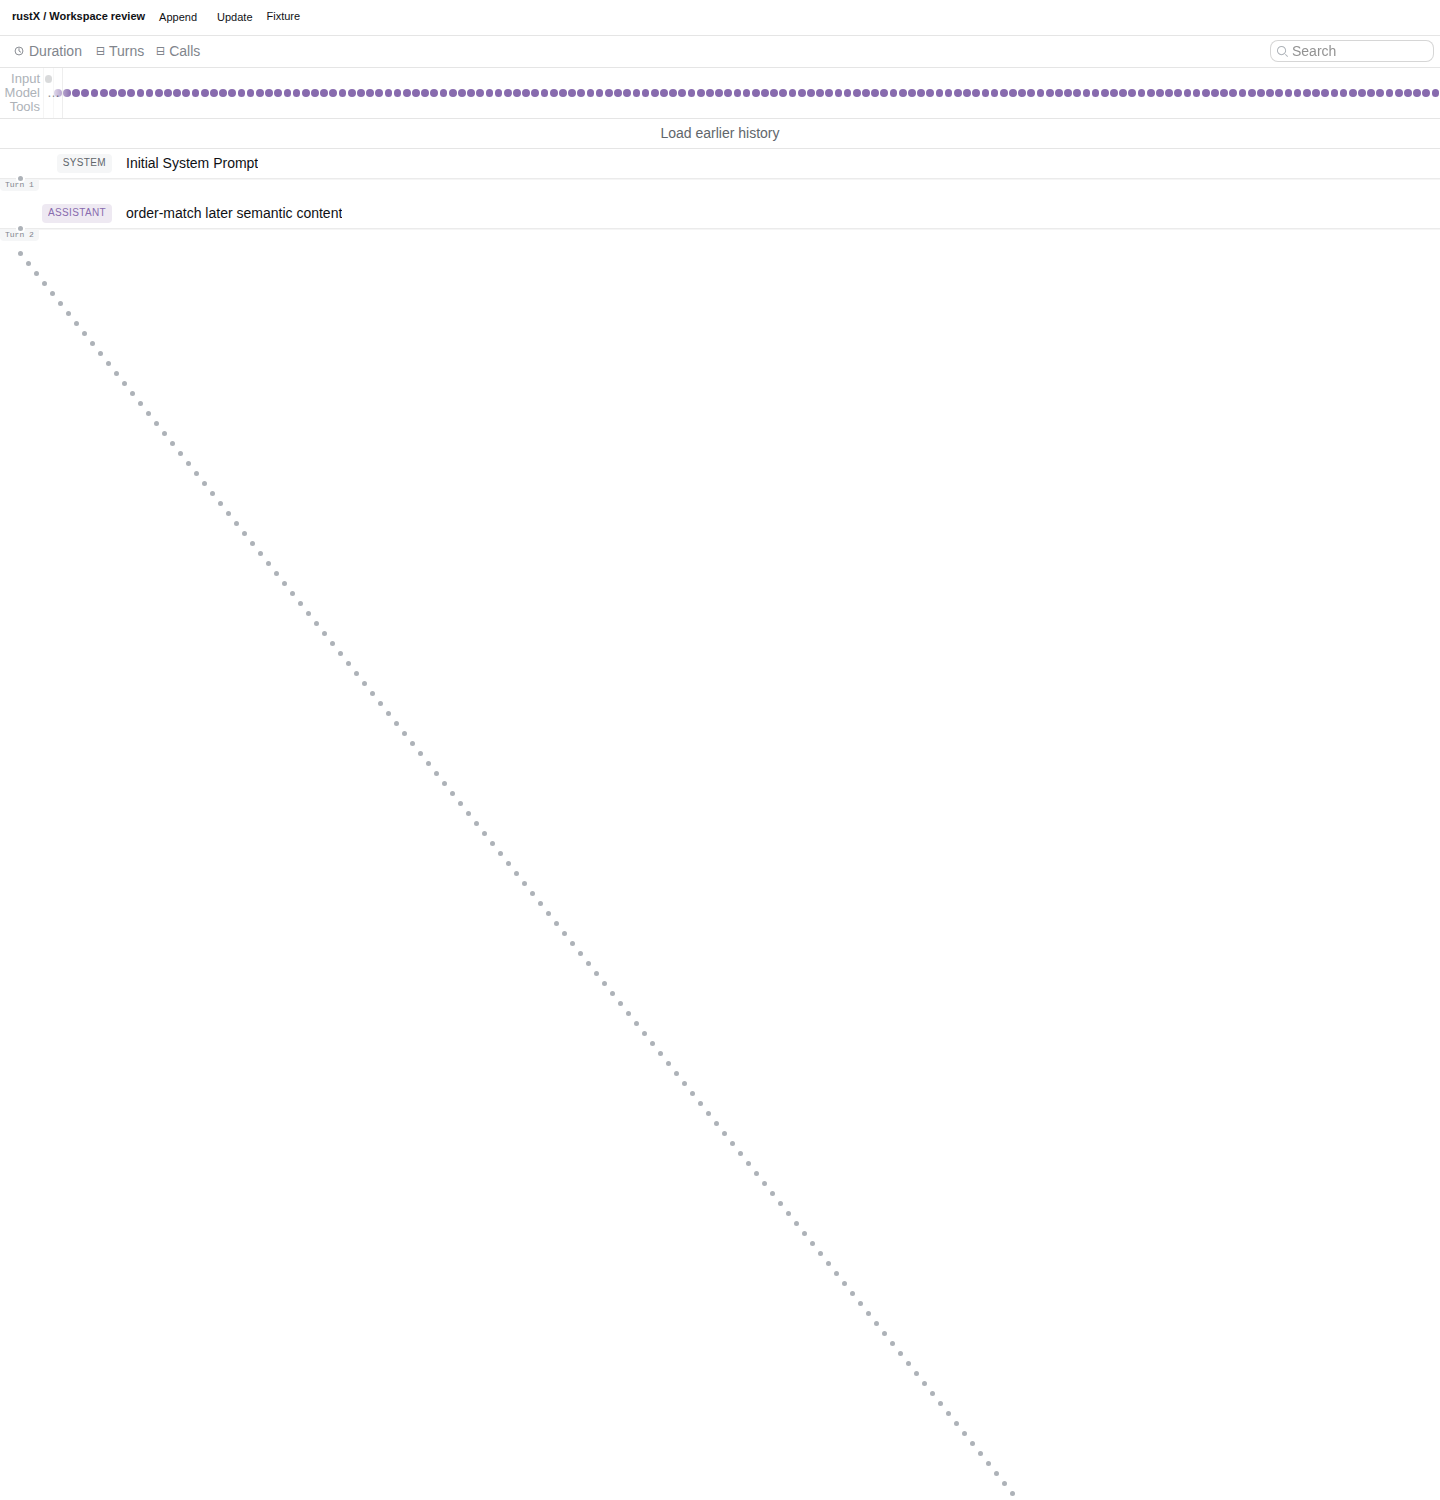 rustX / Workspace review Append Update Fixture
Duration Turns Calls Search
Input
Model ...
Tools
Load earlier history
SYSTEM Initial System Prompt
Turn 1
ASSISTANT order-match later semantic content
Turn 2